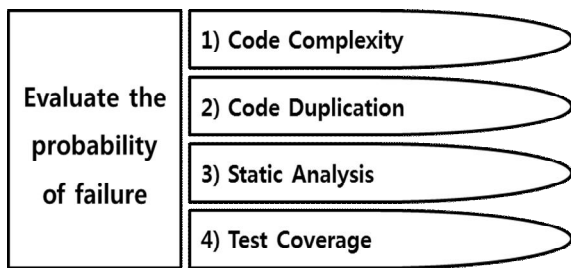 Evaluate the
probability
of failure
1) Code Complexity
2) Code Duplication
3) Static Analysis
4) Test Coverage